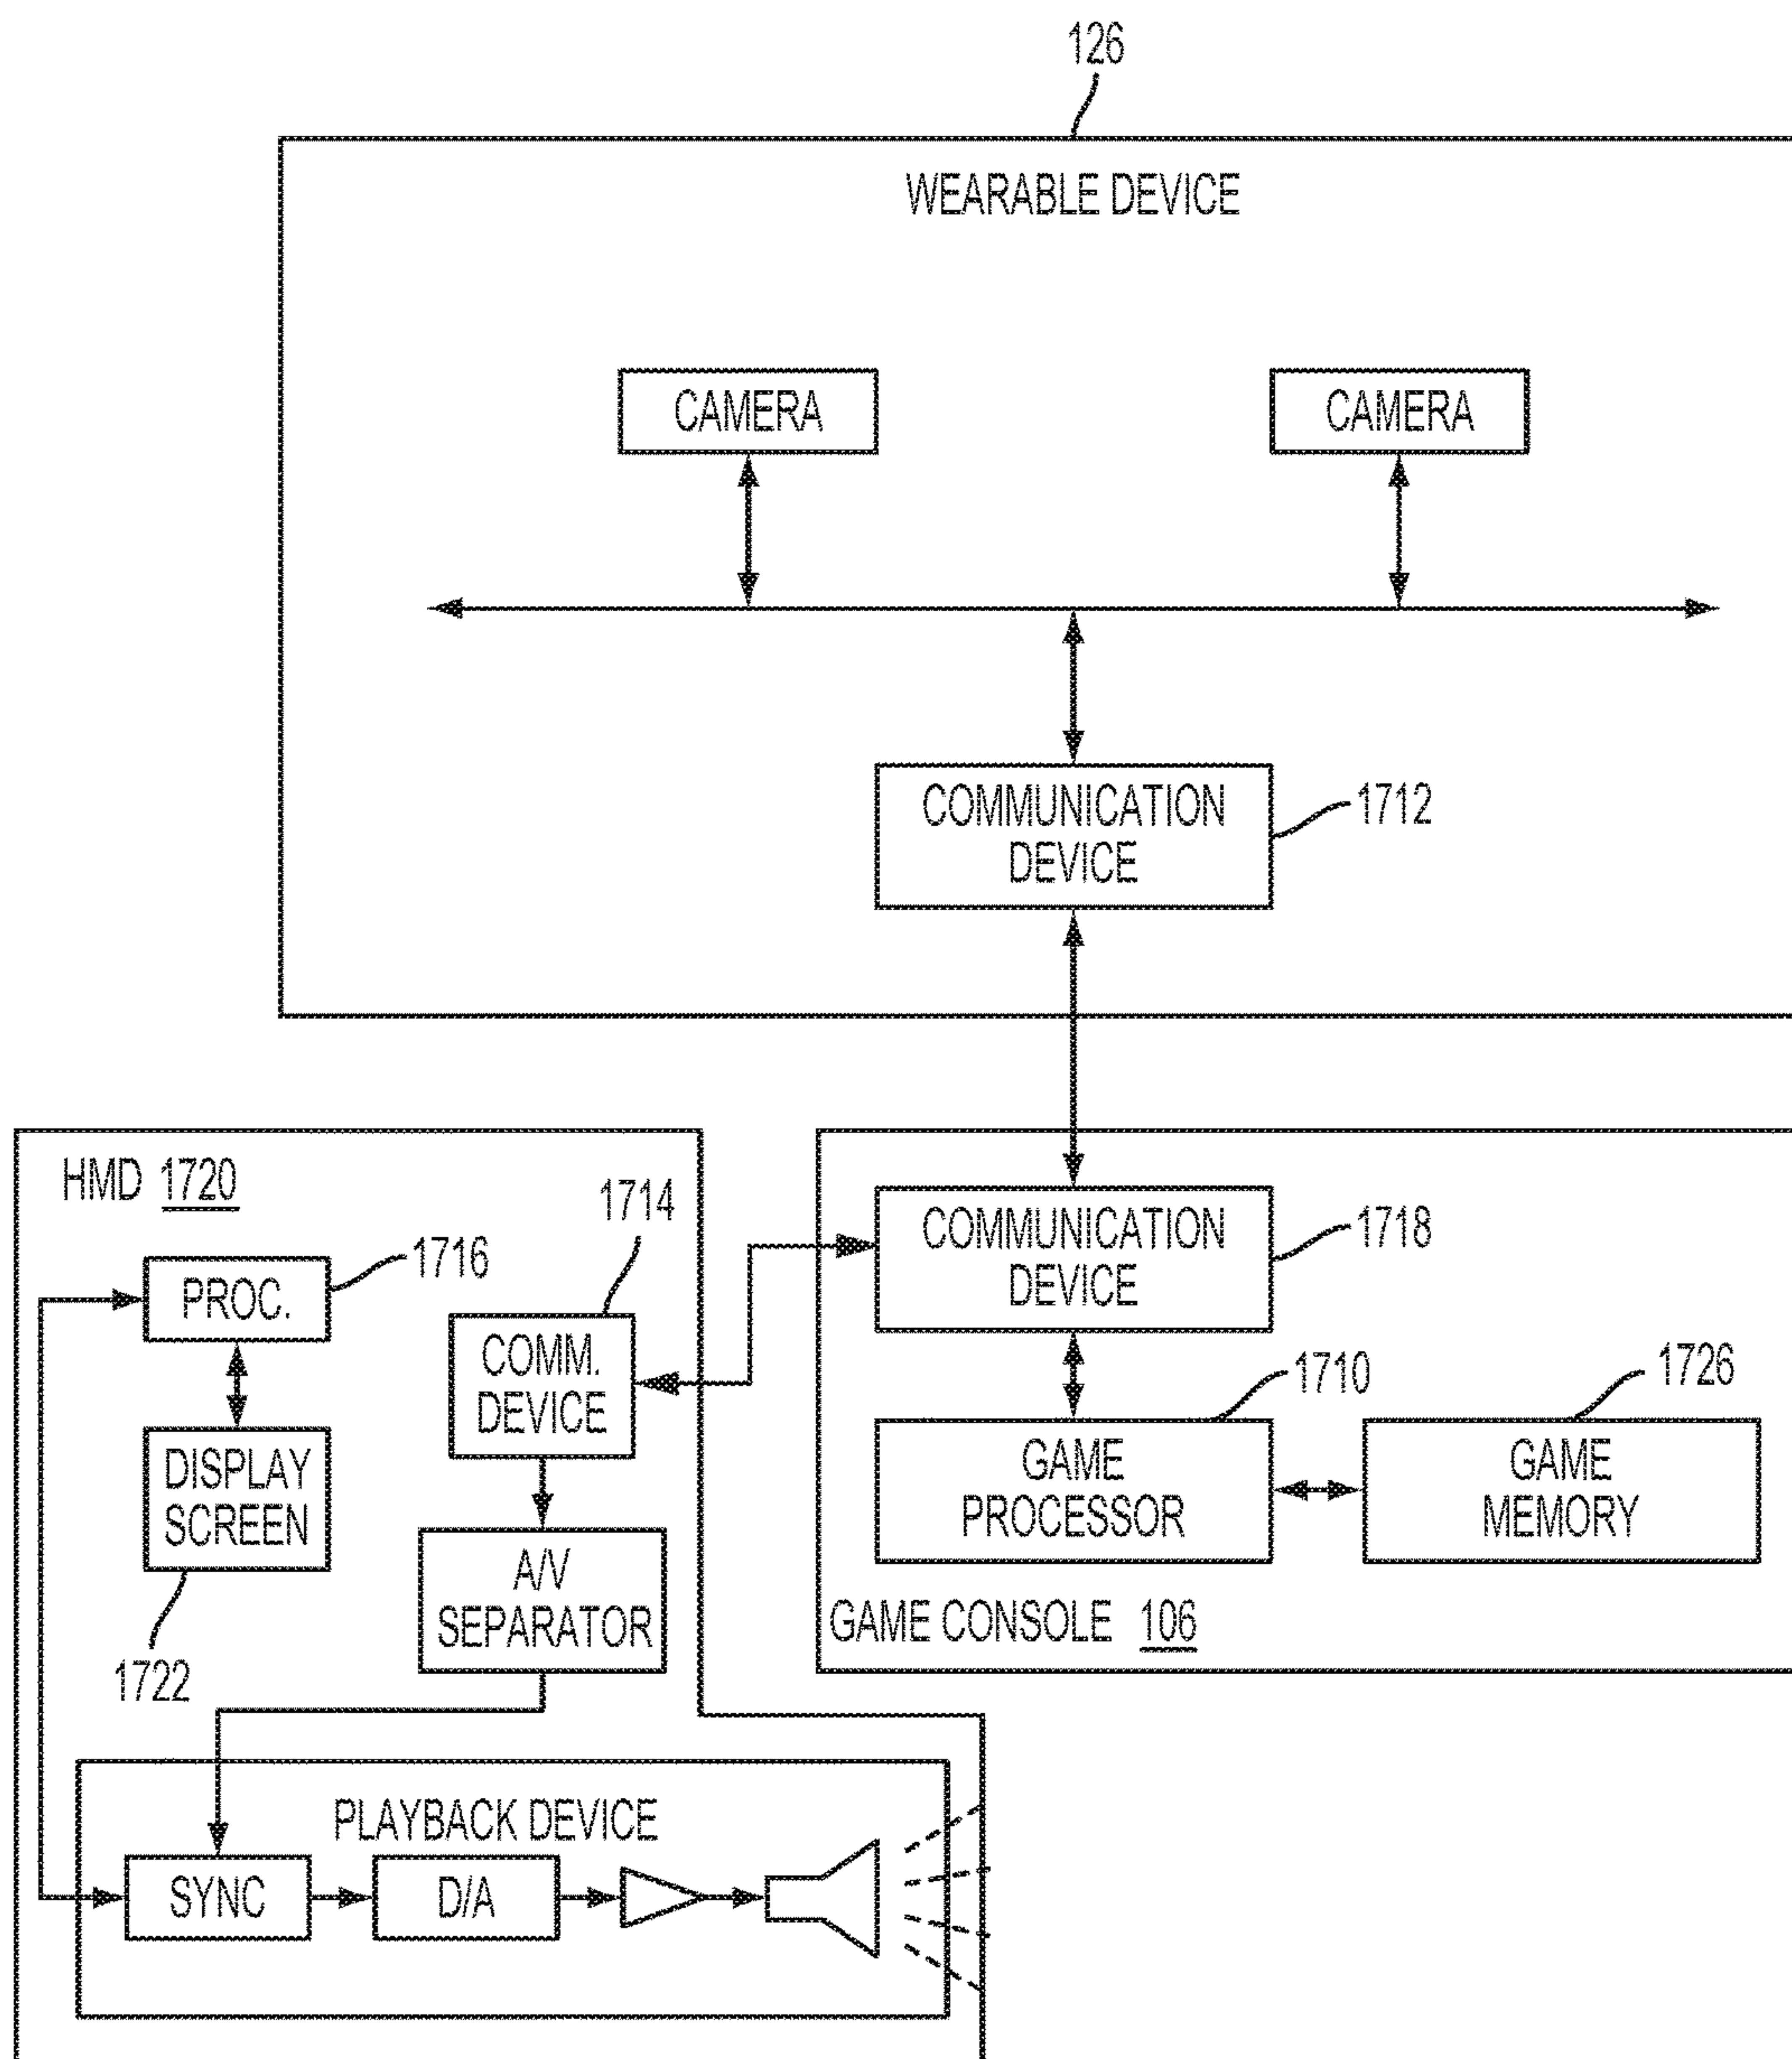 126
WEARABLE DEVICE
CAMERA
CAMERA
COMMUNICATION
DEVICE
1712
HMD 1720
1714
1716
PROC.
COMM.
DEVICE
DISPLAY
SCREEN
1722
A/V
SEPARATOR
COMMUNICATION
DEVICE
1718
1710
1726
GAME
PROCESSOR
GAME
MEMORY
GAME CONSOLE 106
PLAYBACK DEVICE
SYNC
D/A